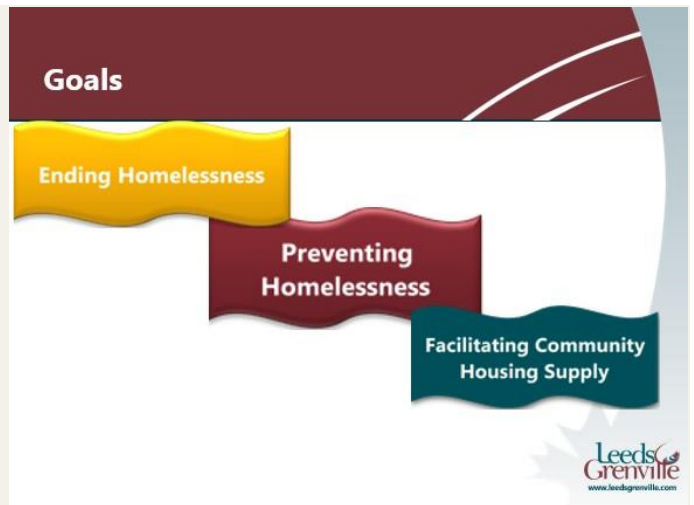 Goals
Ending Homelessness
Preventing
Homelessness
Facilitating Community
Housing Supply
Leeds
Grenville
www.leedsgrenville.com